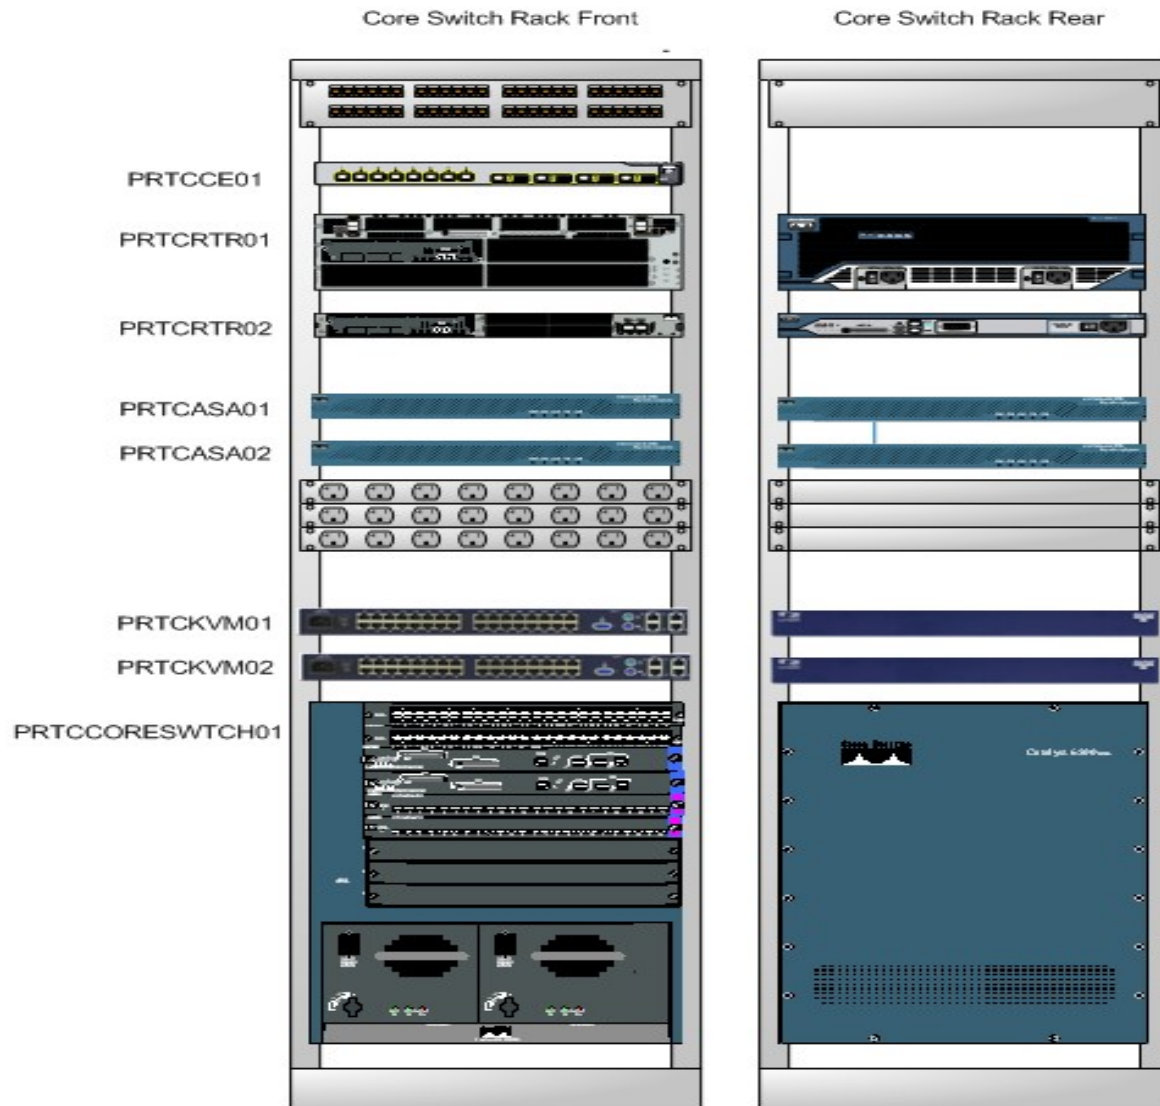 Core Switch Rack Front
Core Switch Rack Rear
PRTCCE01
PRTCRTR01
PRTCRTR02
PRTCASA01
PRTCASA02
PRTCKVM01
PRTCKVM02
PRTCCORESWTCH01